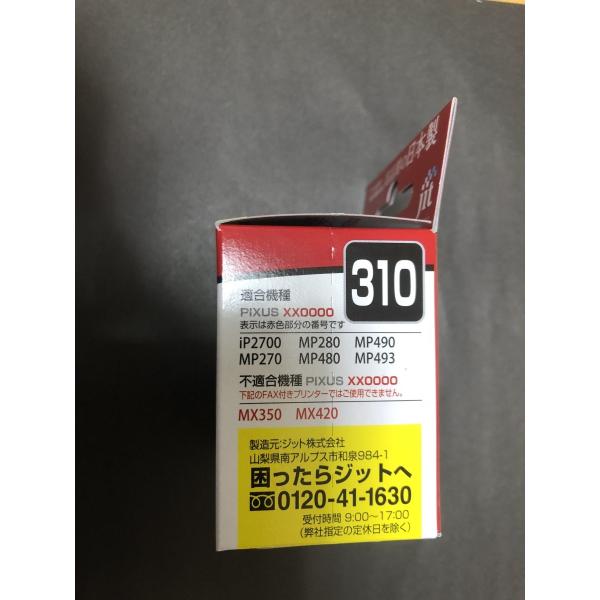 の日本製
jit
310
適合機種
PIXUS XX0000
表示は赤色部分の番号です
iP2700 MP280 MP490
MP270 MP480 MP493
不適合機種 PIXUS XX0000
下記のFAX付きプリンターではご使用できません。
MX350 MX420
製造元:ジット株式会社
山梨県南アルプス市和泉984-1
困ったらジットへ
0120-41-1630
受付時間 9:00～17:00
(弊社指定の定休日を除く)